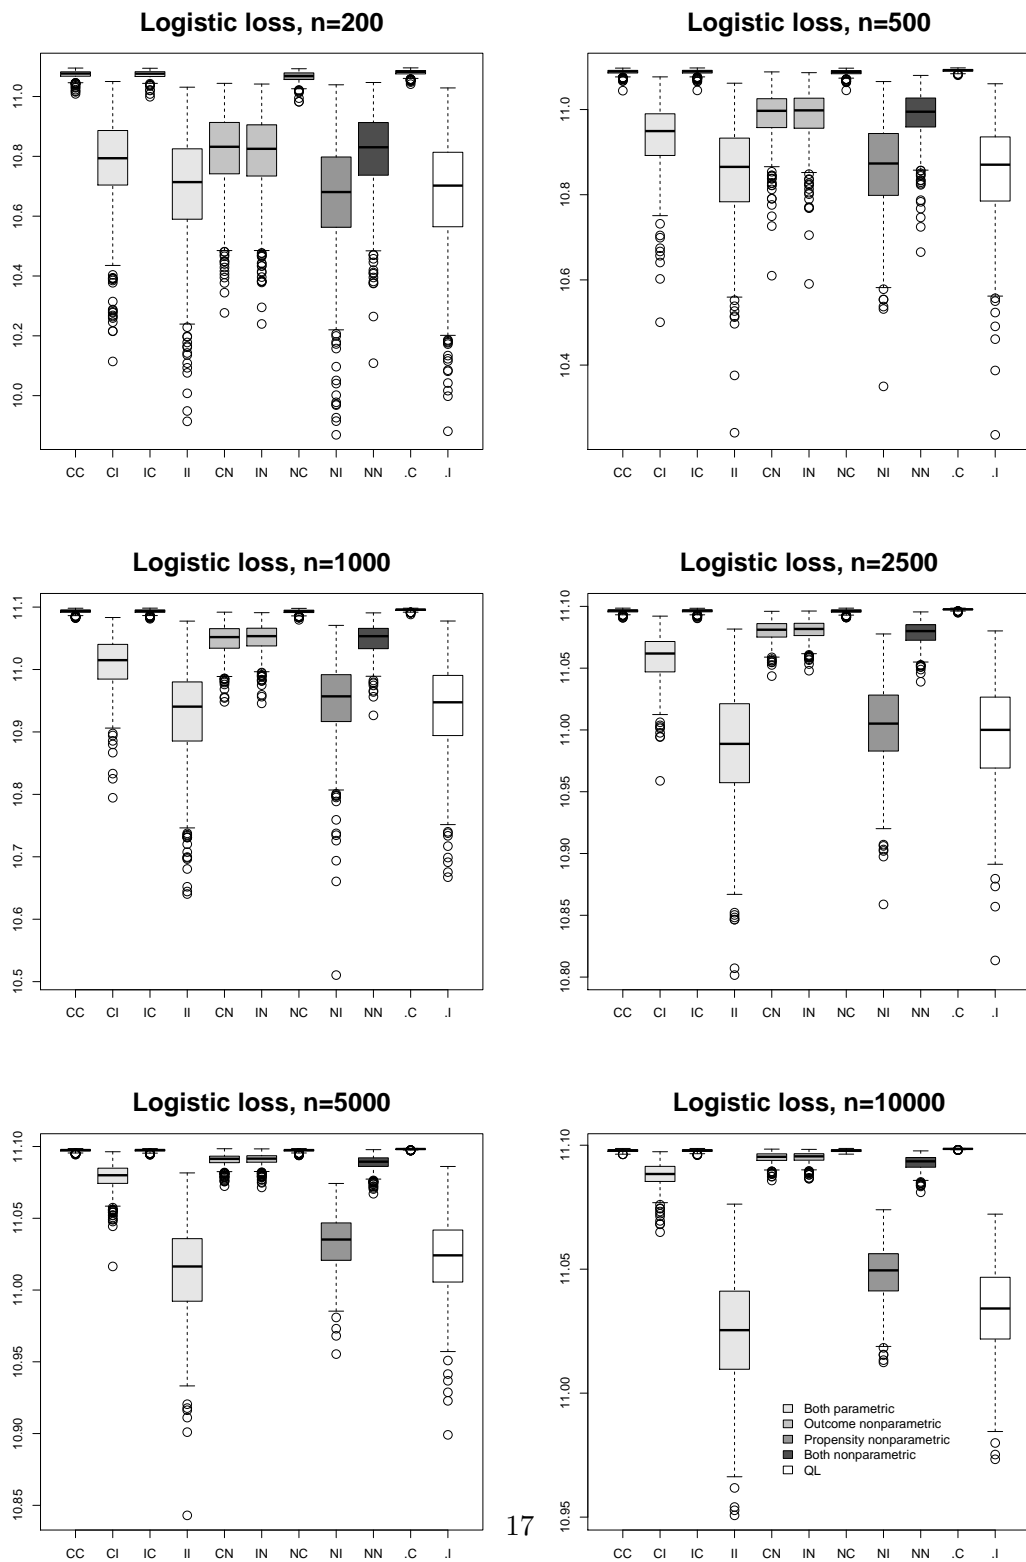 Logistic loss, n=200
11.0
10.8
10.6
10.4
10.2
10.0
CC CI IC II CN IN NC NI NN .C .I
Logistic loss, n=500
11.0
10.8
10.6
10.4
CC CI IC II CN IN NC NI NN .C .I
Logistic loss, n=1000
11.1
11.0
10.9
10.8
10.7
10.6
10.5
CC CI IC II CN IN NC NI NN .C .I
Logistic loss, n=2500
11.10
11.05
11.00
10.95
10.90
10.85
10.80
CC CI IC II CN IN NC NI NN .C .I
Logistic loss, n=5000
11.10
11.05
11.00
10.95
10.90
10.85
CC CI IC II CN IN NC NI NN .C .I
Logistic loss, n=10000
11.10
11.05
11.00
10.95
Both parametric
Outcome nonparametric
Propensity nonparametric
Both nonparametric
QL
CC CI IC II CN IN NC NI NN .C .I
17